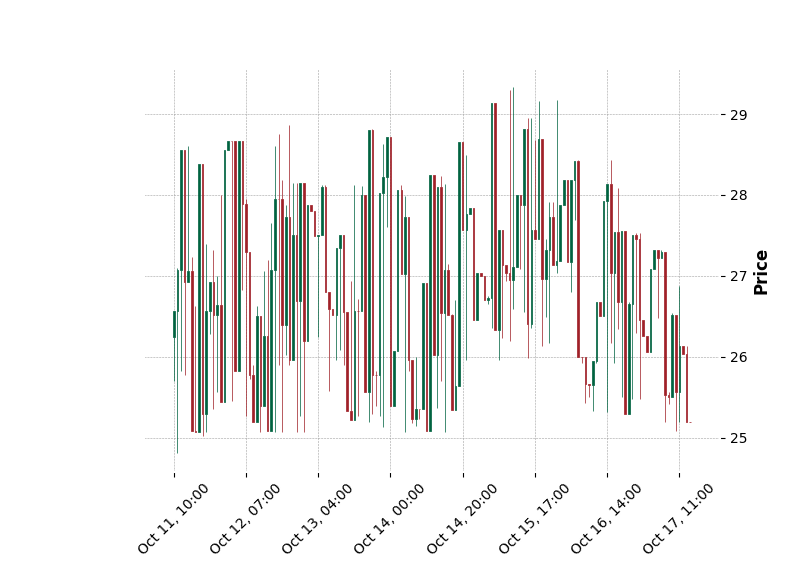 29
28
27
26
25
Price
Oct 11, 10:00
Oct 12, 07:00
Oct 13, 04:00
Oct 14, 00:00
Oct 14, 20:00
Oct 15, 17:00
Oct 16, 14:00
Oct 17, 11:00